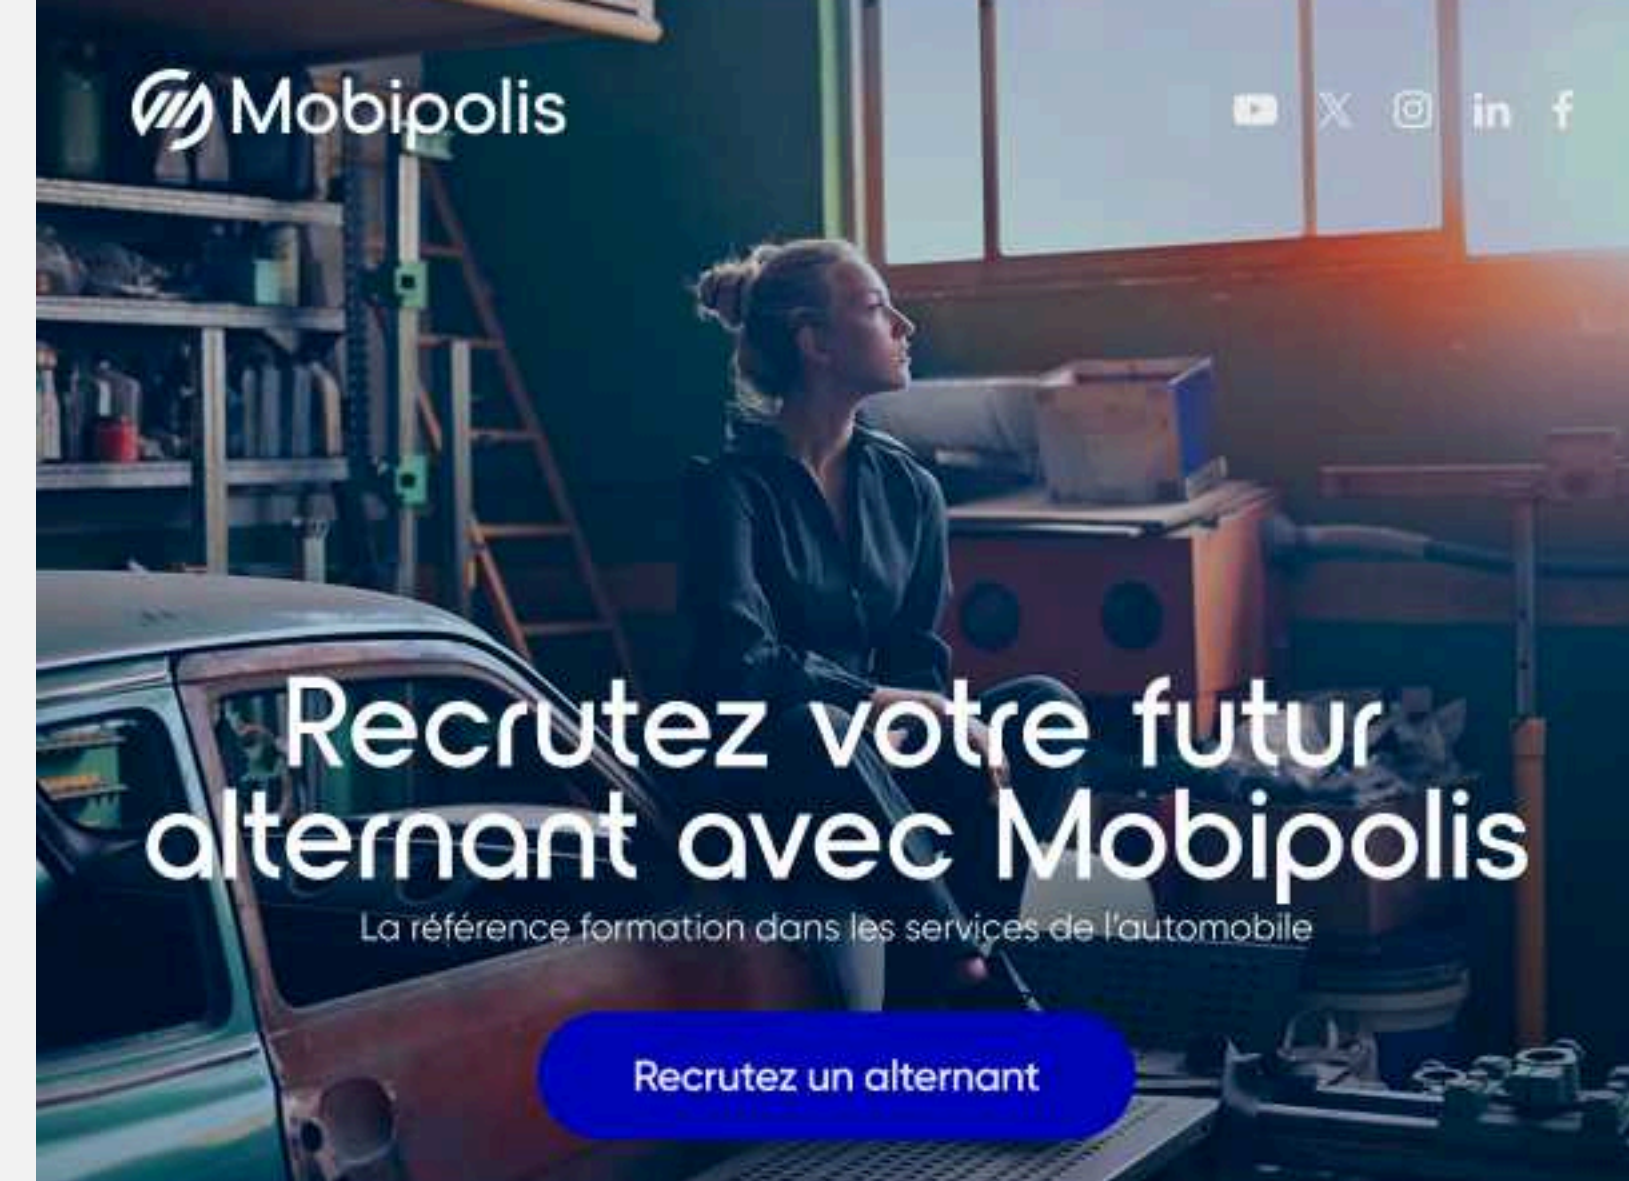 Mobipolis
Recrutez votre futur
alternant avec Mobipolis
La référence formation dans les services de l'automobile
Recrutez un alternant